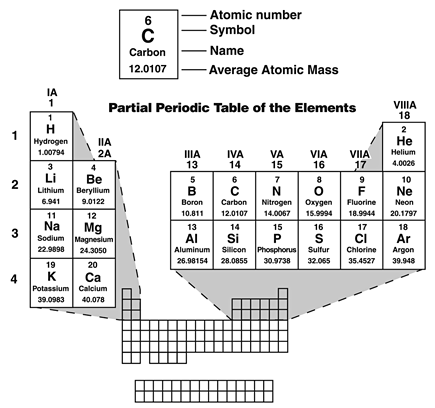 6
C
Carbon
12.0107
Atomic number
Symbol
Name
Average Atomic Mass
Partial Periodic Table of the Elements
IA
1
IIA
2A
IIIA
13
IVA
14
VA
15
VIA
16
VIIA
17
VIIIA
18
1
1
H
Hydrogen
1.00794
2
He
Helium
4.0026
2
3
Li
Lithium
6.941
4
Be
Beryllium
9.0122
5
B
Boron
10.811
6
C
Carbon
12.0107
7
N
Nitrogen
14.0067
8
O
Oxygen
15.9994
9
F
Fluorine
18.9944
10
Ne
Neon
20.1797
3
11
Na
Sodium
22.9898
12
Mg
Magnesium
24.3050
13
Al
Aluminum
26.98154
14
Si
Silicon
28.0855
15
P
Phosphorus
30.9738
16
S
Sulfur
32.065
17
Cl
Chlorine
35.4527
18
Ar
Argon
39.948
4
19
K
Potassium
39.0983
20
Ca
Calcium
40.078